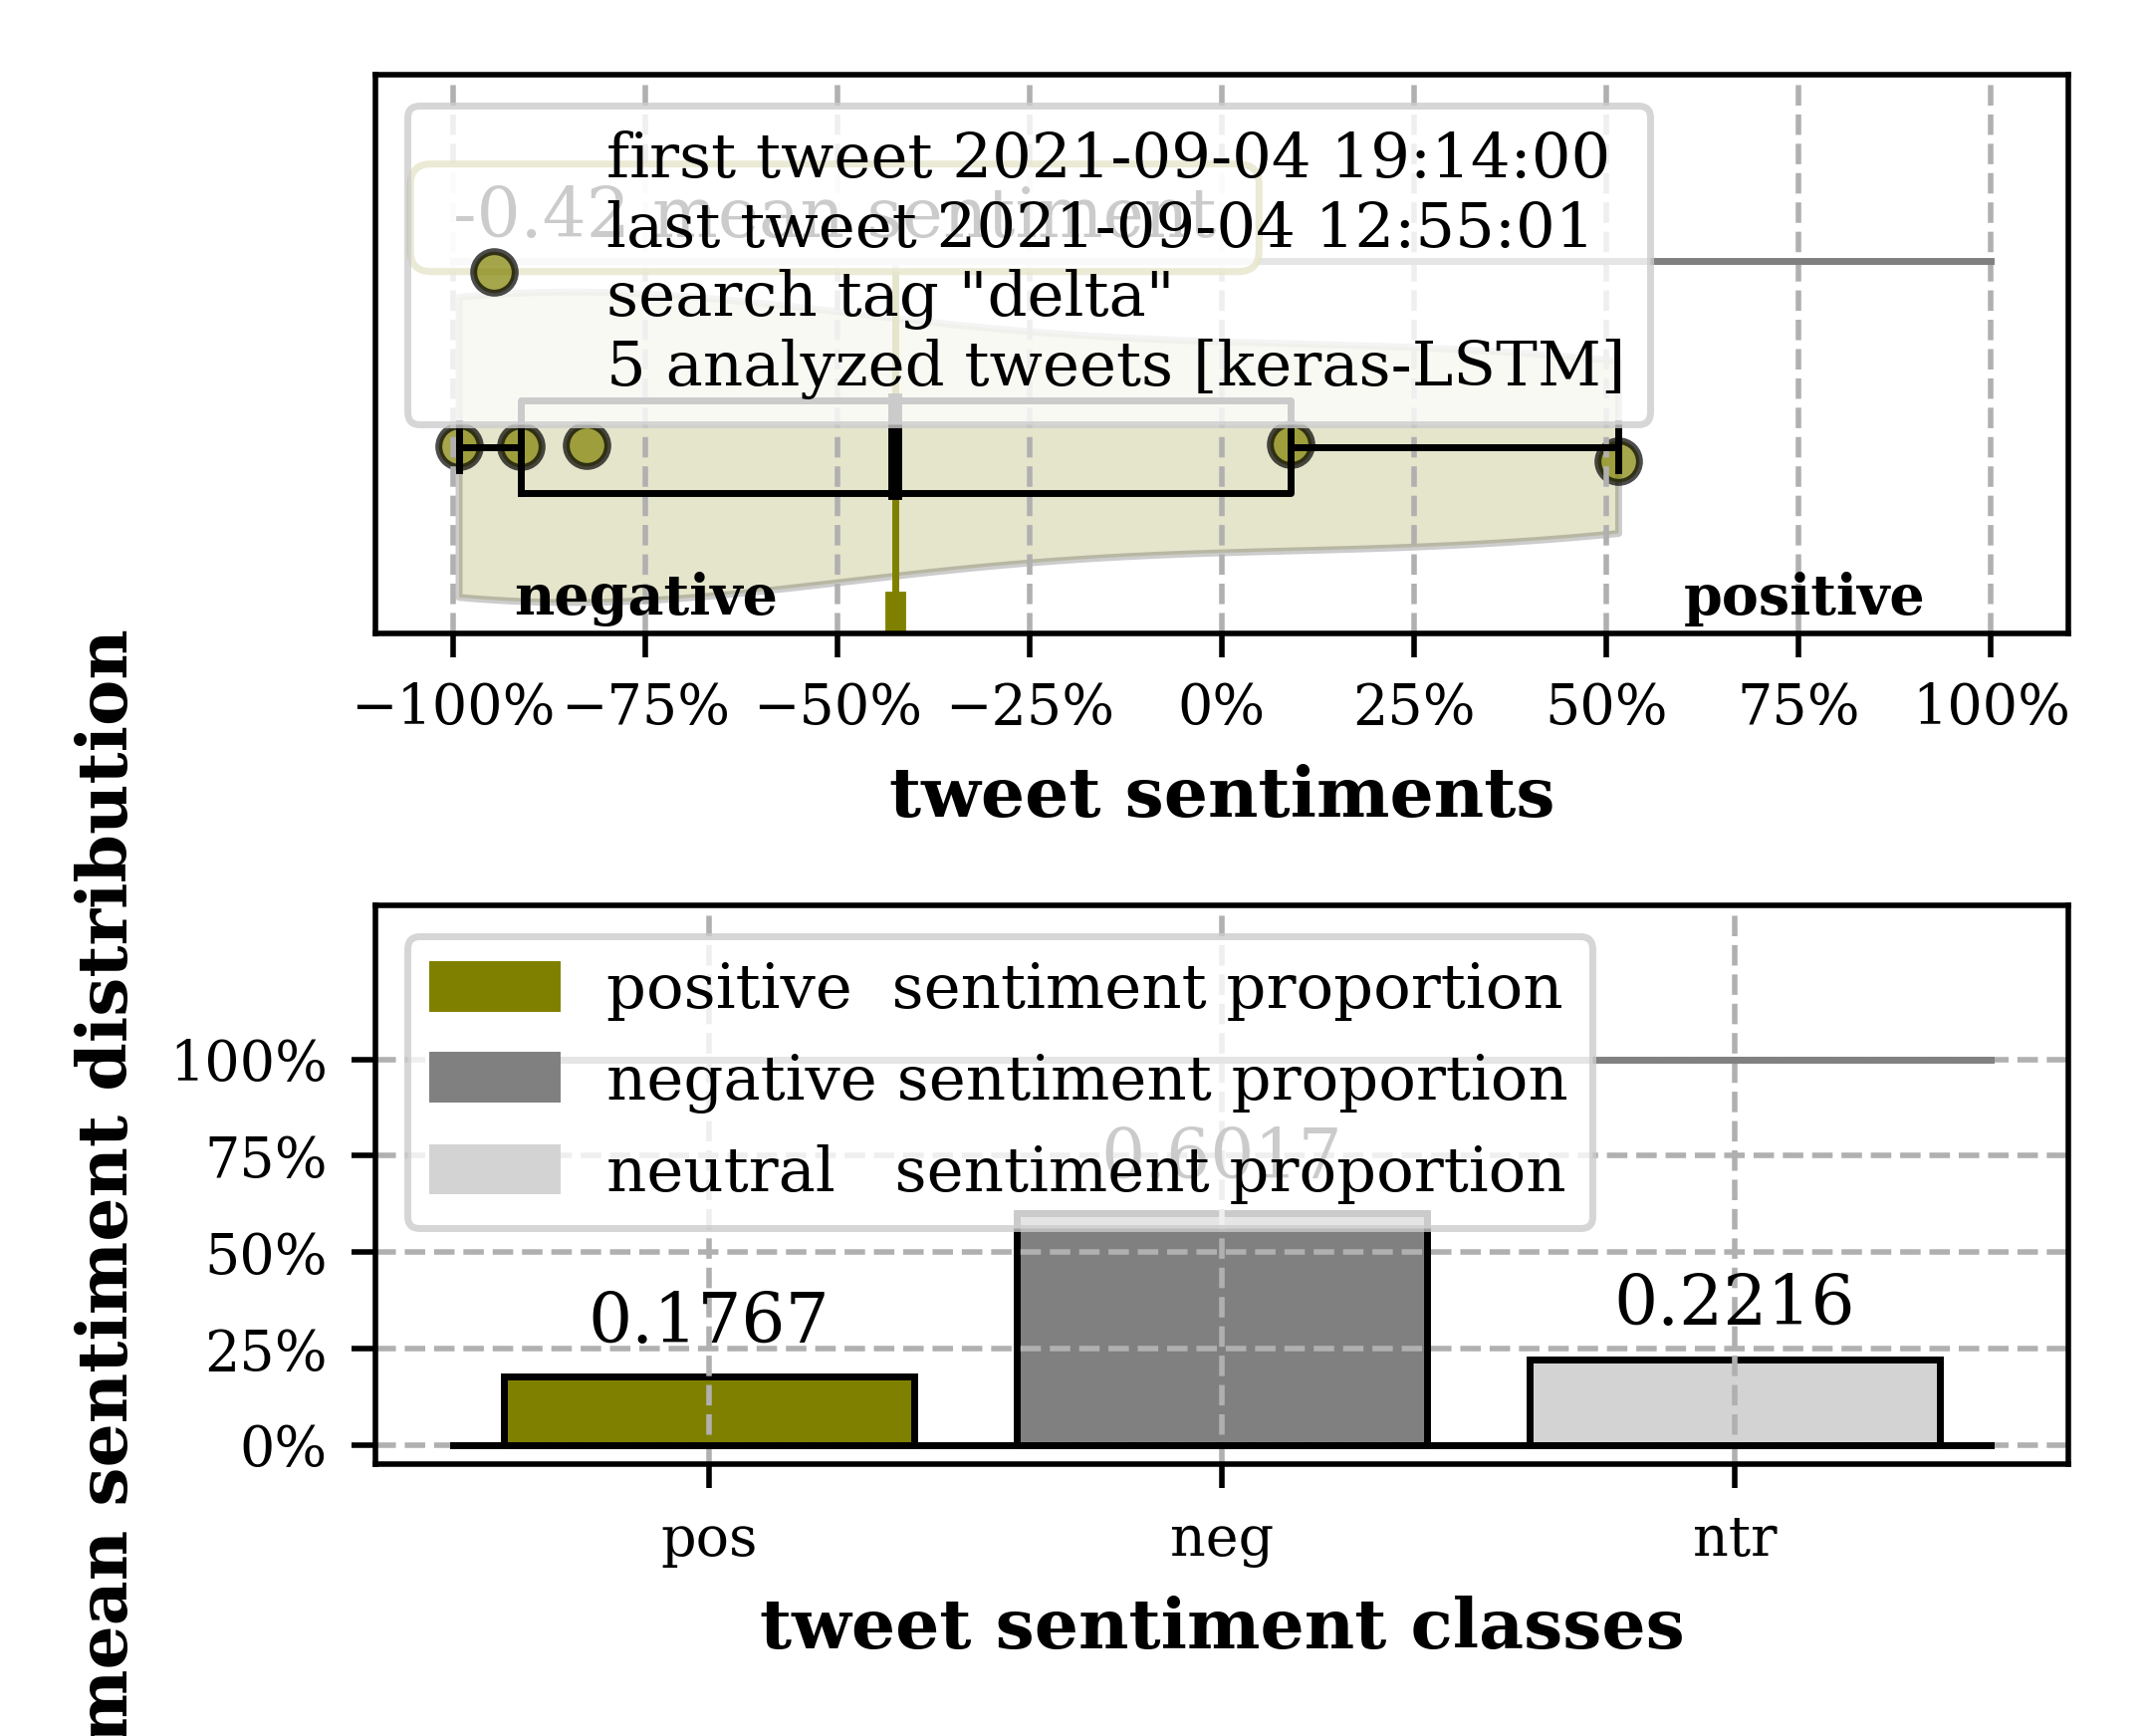 first tweet 2021-09-04 19:14:00
-0.42 mean sentiment
last tweet 2021-09-04 12:55:01
search tag "delta"
5 analyzed tweets [keras-LSTM]
negative
positive
−100% −75% −50% −25% 0% 25% 50% 75% 100%
tweet sentiments
mean sentiment distribution
positive sentiment proportion
negative sentiment proportion
neutral sentiment proportion
100%
75%
50%
25%
0%
0.6017
0.1767
0.2216
pos neg ntr
tweet sentiment classes